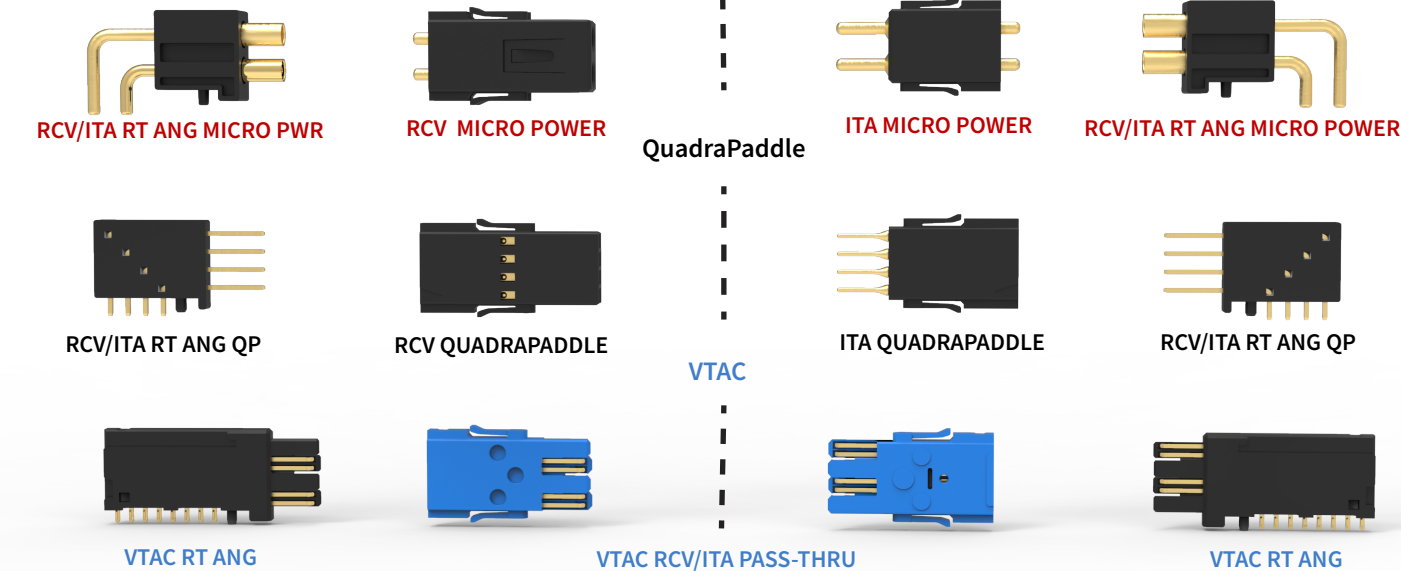 RCV/ITA RT ANG MICRO PWR
RCV MICRO POWER
ITA MICRO POWER
RCV/ITA RT ANG MICRO POWER
QuadraPaddle
RCV/ITA RT ANG QP
RCV QUADRAPADDLE
ITA QUADRAPADDLE
RCV/ITA RT ANG QP
VTAC
VTAC RT ANG
VTAC RCV/ITA PASS-THRU
VTAC RT ANG